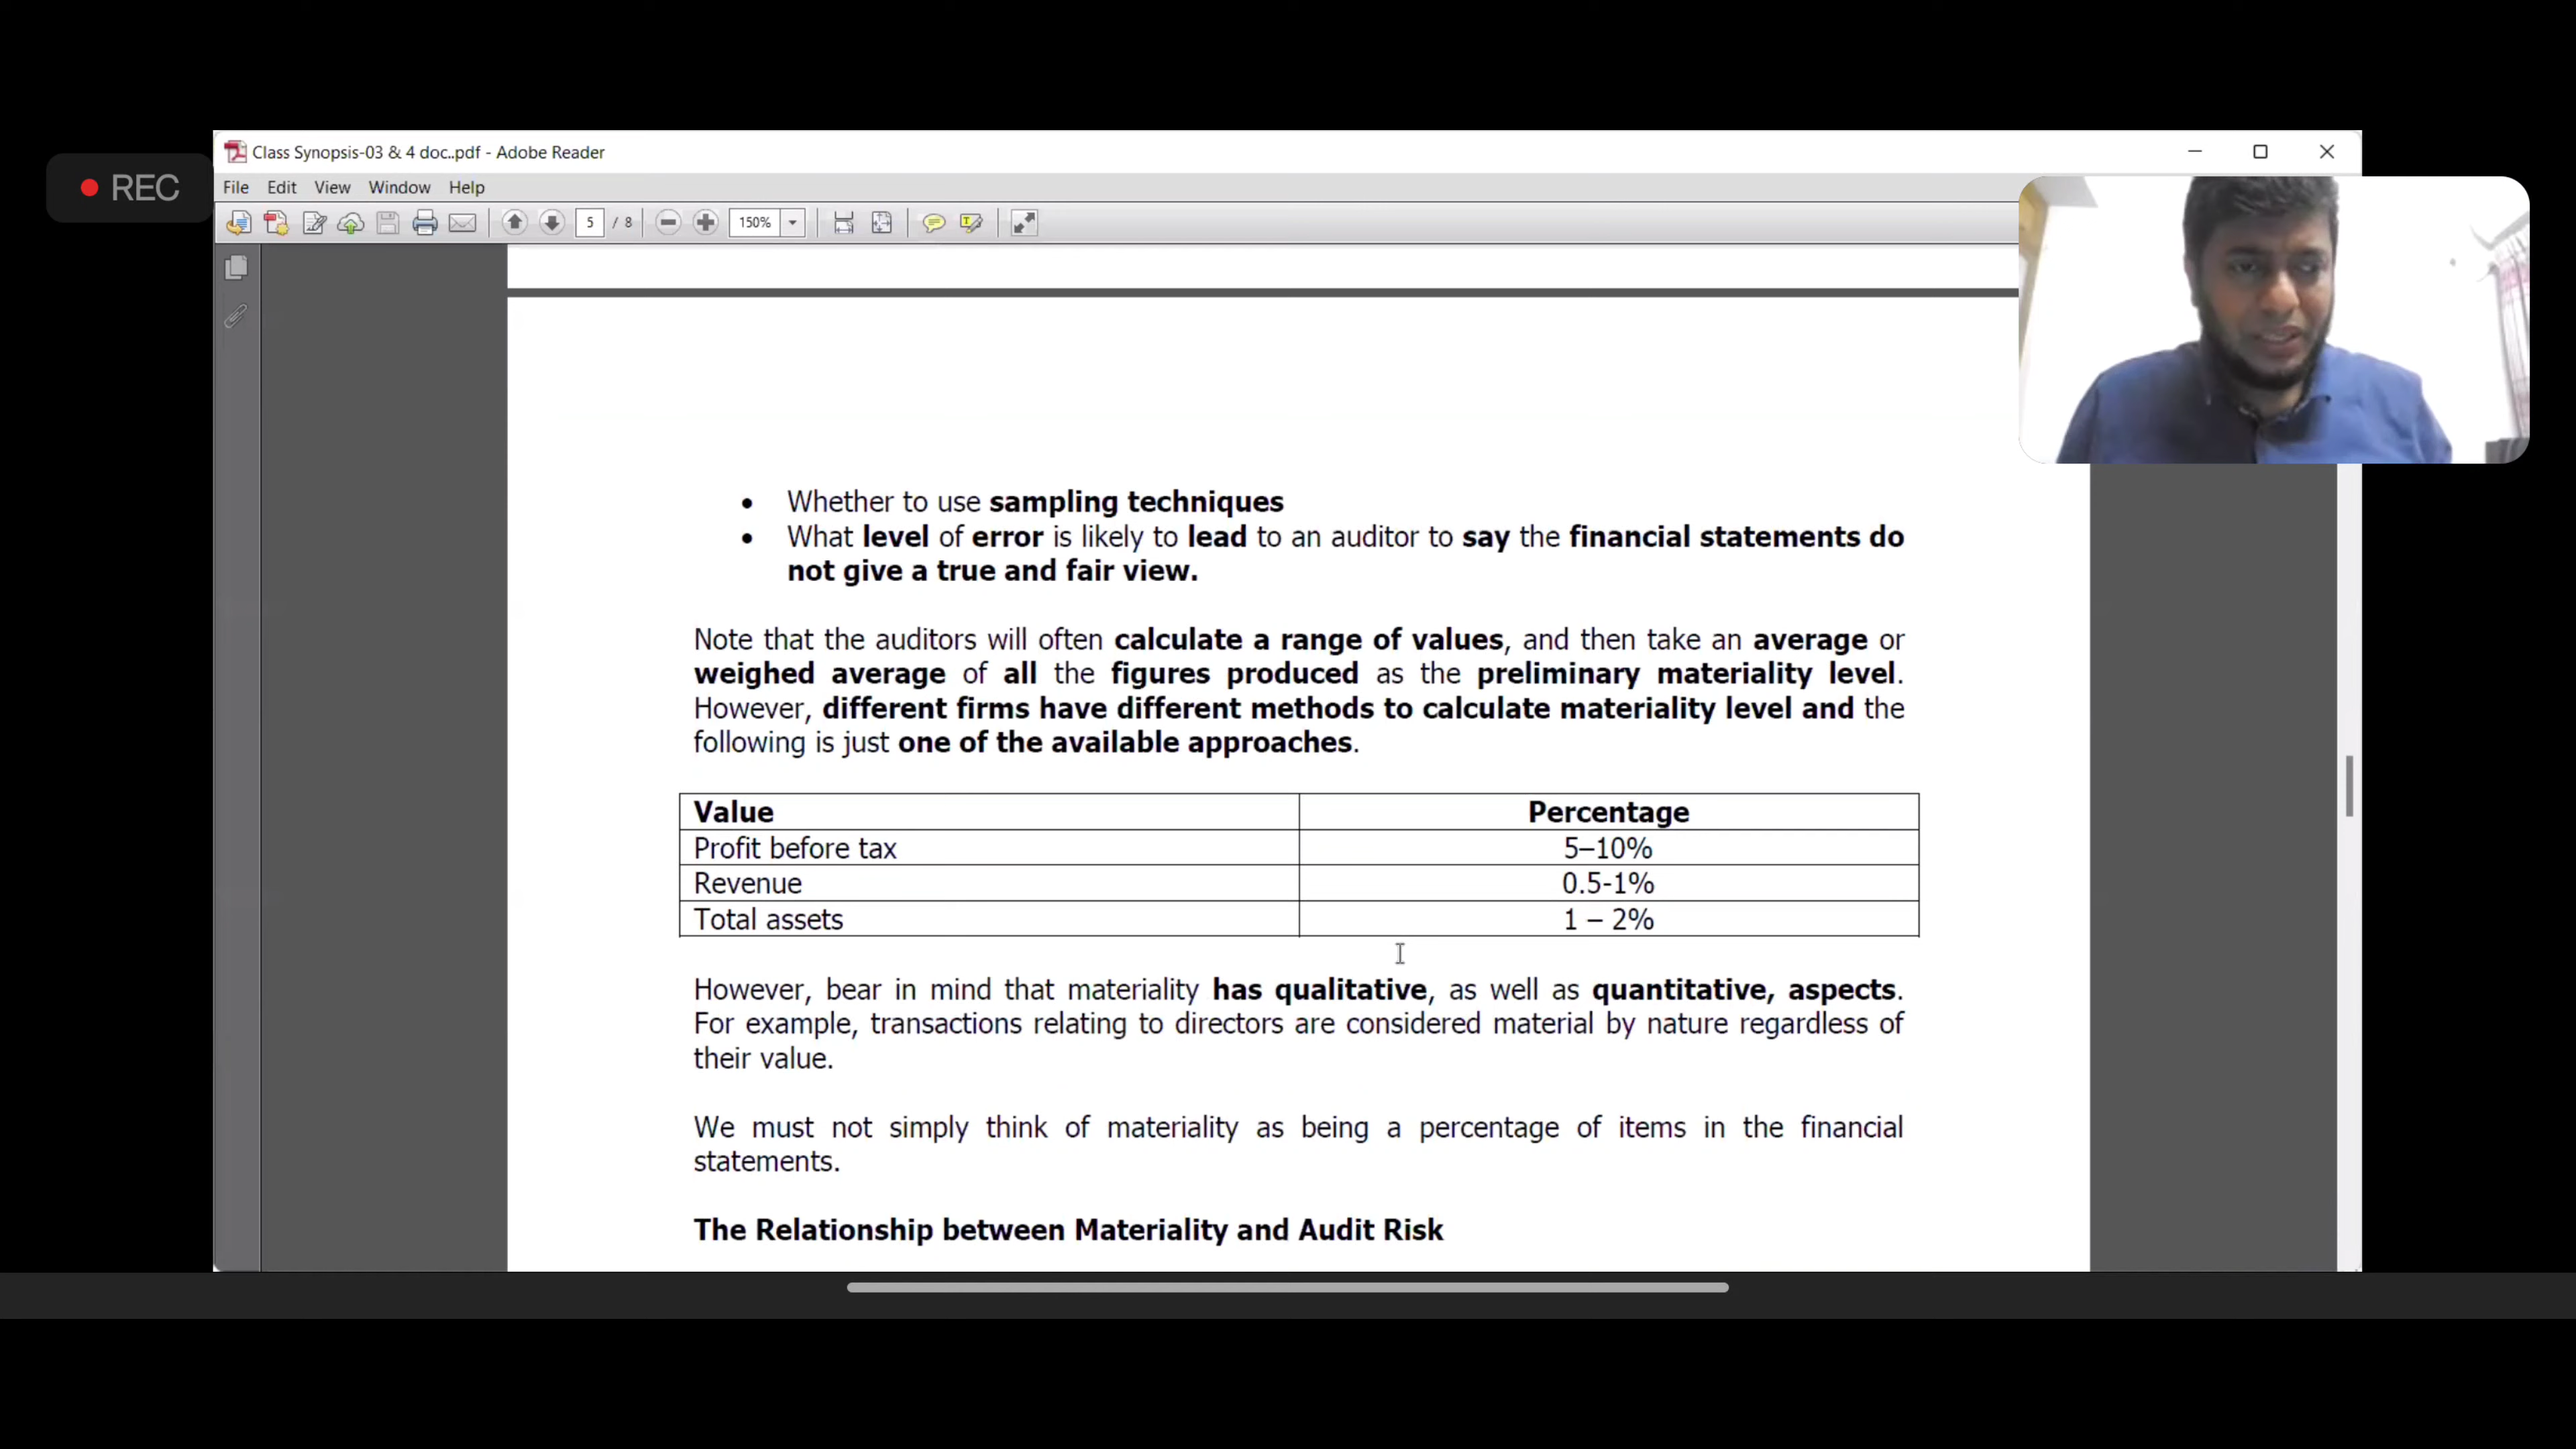 Class Synopsis-03 & 4 doc..pdf - Adobe Reader
REC
File Edit View Window Help
5 / 8 150%
• Whether to use sampling techniques
• What level of error is likely to lead to an auditor to say the financial statements do
not give a true and fair view.
Note that the auditors will often calculate a range of values, and then take an average or
weighed average of all the figures produced as the preliminary materiality level.
However, different firms have different methods to calculate materiality level and the
following is just one of the available approaches.
Value Percentage
Profit before tax 5–10%
Revenue 0.5-1%
Total assets 1 – 2%
However, bear in mind that materiality has qualitative, as well as quantitative, aspects.
For example, transactions relating to directors are considered material by nature regardless of
their value.
We must not simply think of materiality as being a percentage of items in the financial
statements.
The Relationship between Materiality and Audit Risk